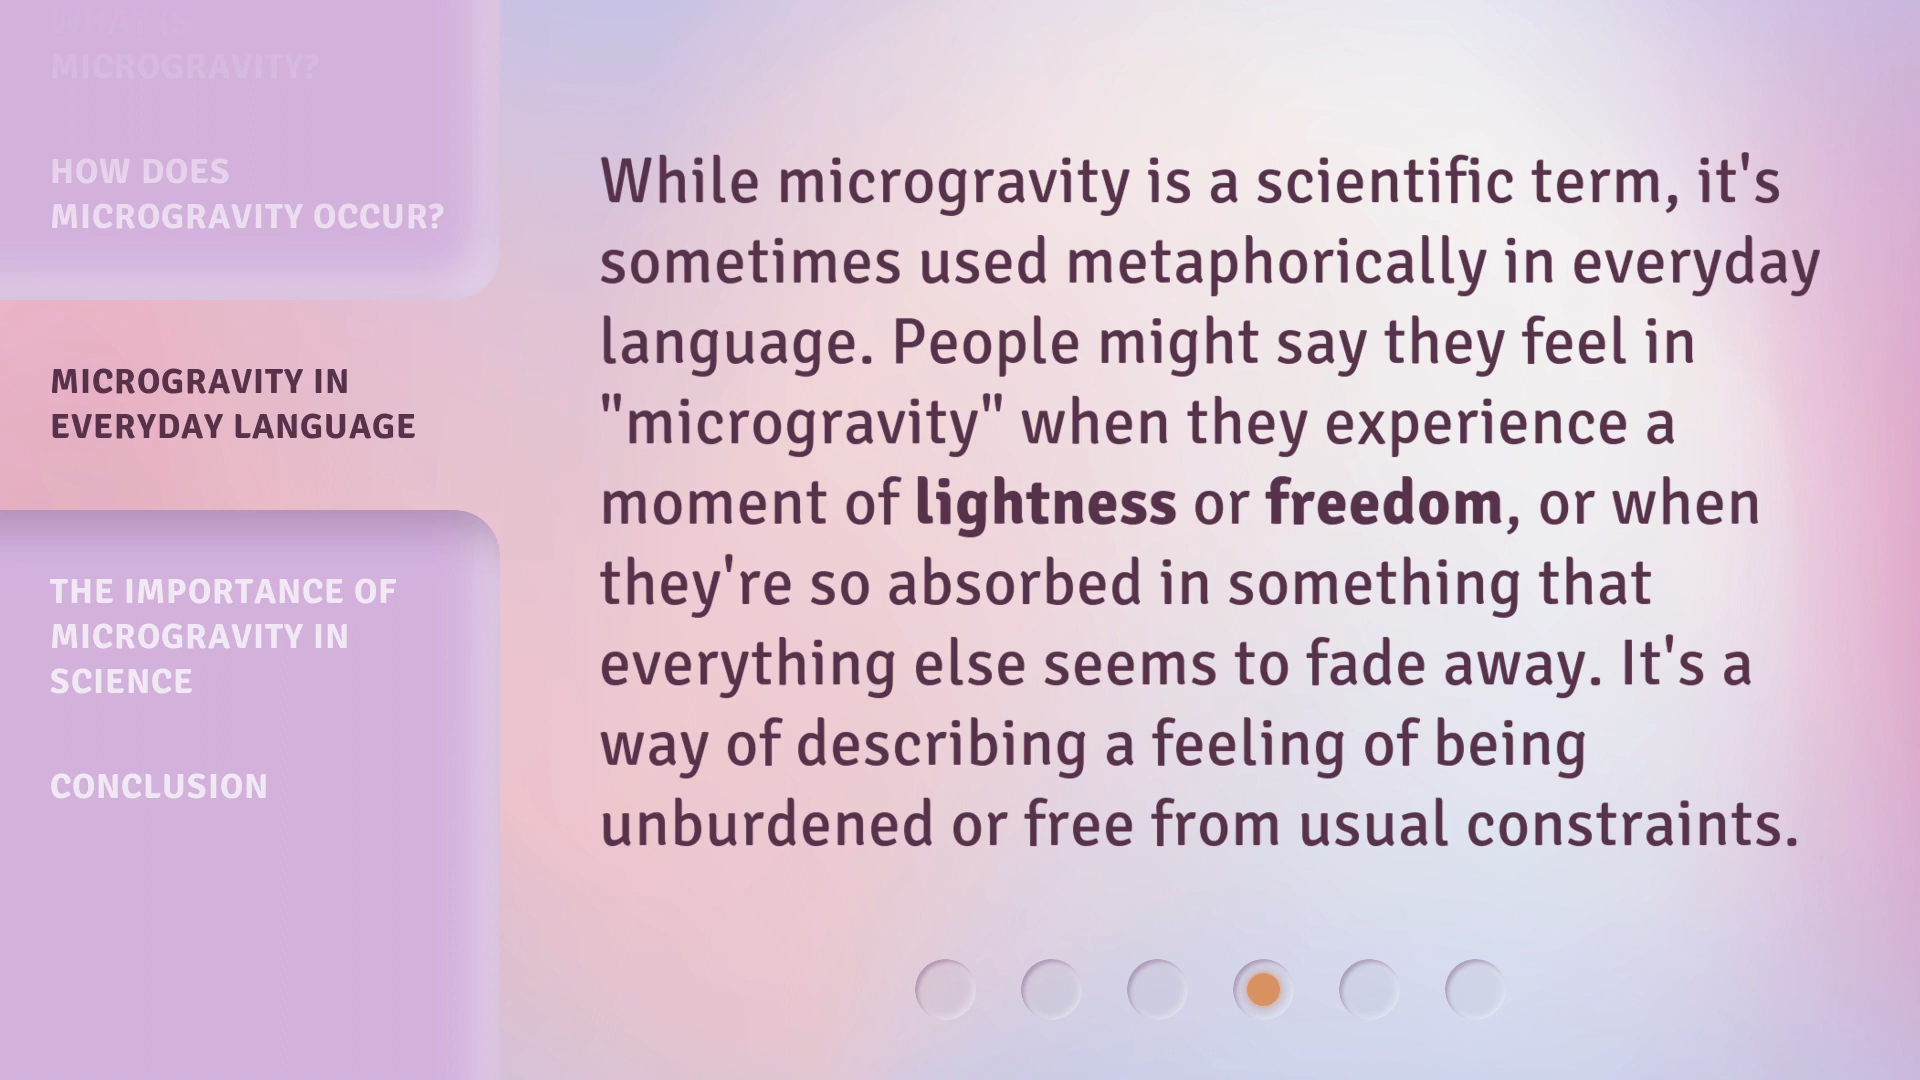 WHAT IS
MICROGRAVITY?
HOW DOES
MICROGRAVITY OCCUR?
MICROGRAVITY IN
EVERYDAY LANGUAGE
THE IMPORTANCE OF
MICROGRAVITY IN
SCIENCE
CONCLUSION
While microgravity is a scientific term, it's
sometimes used metaphorically in everyday
language. People might say they feel in
"microgravity" when they experience a
moment of lightness or freedom, or when
they're so absorbed in something that
everything else seems to fade away. It's a
way of describing a feeling of being
unburdened or free from usual constraints.